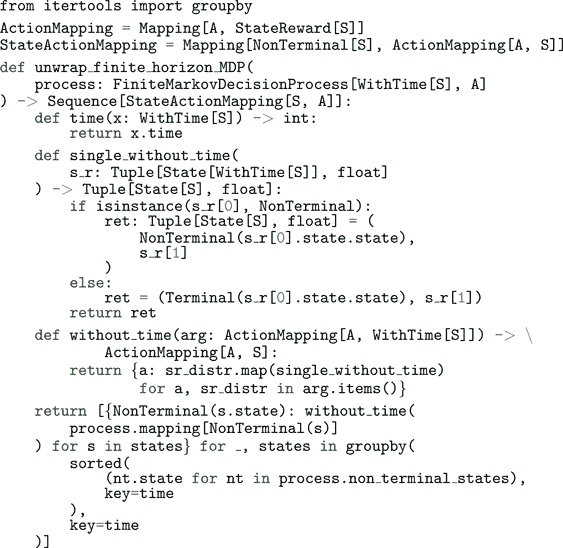 from itertools import groupby
ActionMapping = Mapping[A, StateReward[S]]
StateActionMapping = Mapping[NonTerminal[S], ActionMapping[A, S]]
def unwrap_finite_horizon_MDP(
    process: FiniteMarkovDecisionProcess[WithTime[S], A]
) -> Sequence[StateActionMapping[S, A]]:
    def time(x: WithTime[S]) -> int:
        return x.time
    def single_without_time(
        s_r: Tuple[State[WithTime[S]], float]
    ) -> Tuple[State[S], float]:
        if isinstance(s_r[0], NonTerminal):
            ret: Tuple[State[S], float] = (
                NonTerminal(s_r[0].state.state),
                s_r[1]
            )
        else:
            ret = (Terminal(s_r[0].state.state), s_r[1])
        return ret
    def without_time(arg: ActionMapping[A, WithTime[S]]) -> \
            ActionMapping[A, S]:
        return {a: sr_distr.map(single_without_time)
                for a, sr_distr in arg.items()}
    return [{NonTerminal(s.state): without_time(
        process.mapping[NonTerminal(s)]
    ) for s in states} for _, states in groupby(
        sorted(
            (nt.state for nt in process.non_terminal_states),
            key=time
        ),
        key=time
    )]